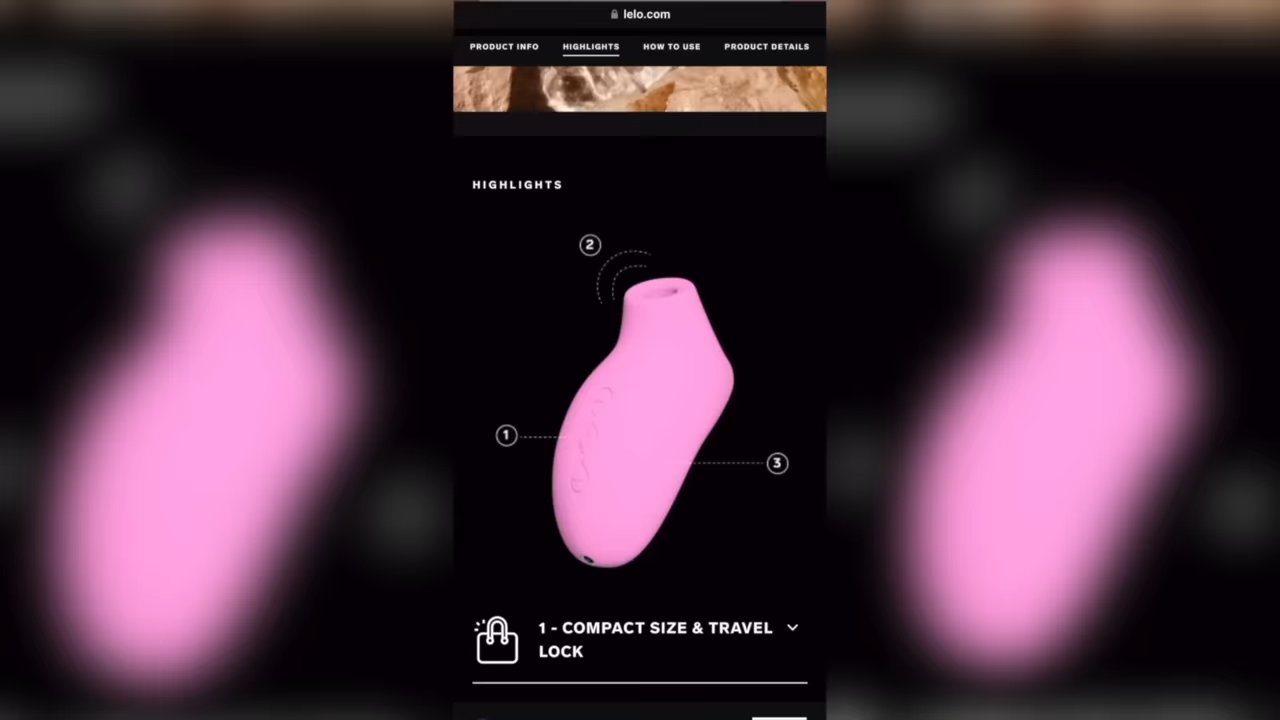 lelo.com
PRODUCT INFO HIGHLIGHTS HOW TO USE PRODUCT DETAILS
HIGHLIGHTS
2
1
3
1 - COMPACT SIZE & TRAVEL
LOCK